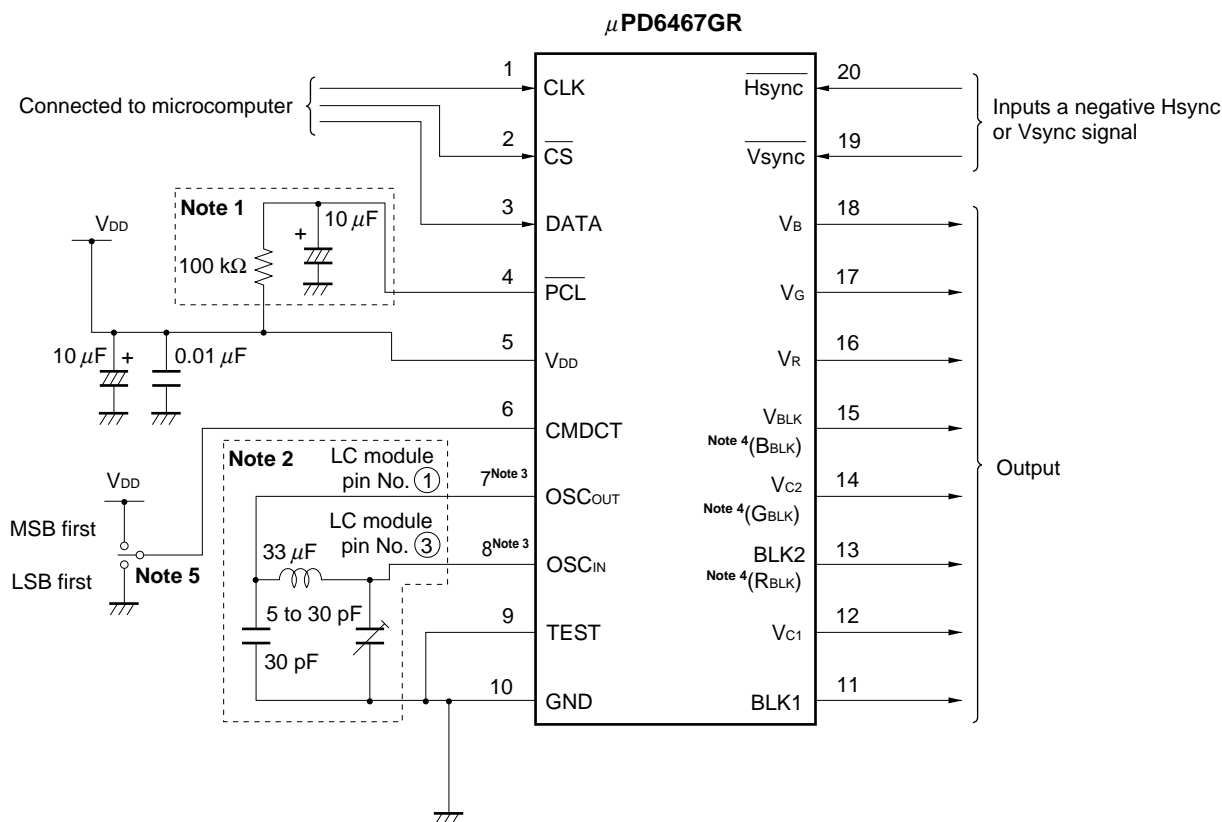 μPD6467GR
Connected to microcomputer
1 CLK
2 CS
3 DATA
4 PCL
5 VDD
6 CMDCT
7Note 3 OSCOUT
8Note 3 OSCIN
9 TEST
10 GND
Hsync 20
Vsync 19
VB 18
VG 17
VR 16
VBLK 15
Note 4(BBLK)
VC2 14
Note 4(GBLK)
BLK2 13
Note 4(RBLK)
VC1 12
BLK1 11
Inputs a negative Hsync
or Vsync signal
Output
Note 1
10 μF
+
100 kΩ
VDD
10 μF
+
0.01 μF
Note 2
LC module
pin No. ①
LC module
pin No. ③
33 μF
5 to 30 pF
30 pF
VDD
MSB first
LSB first
Note 5